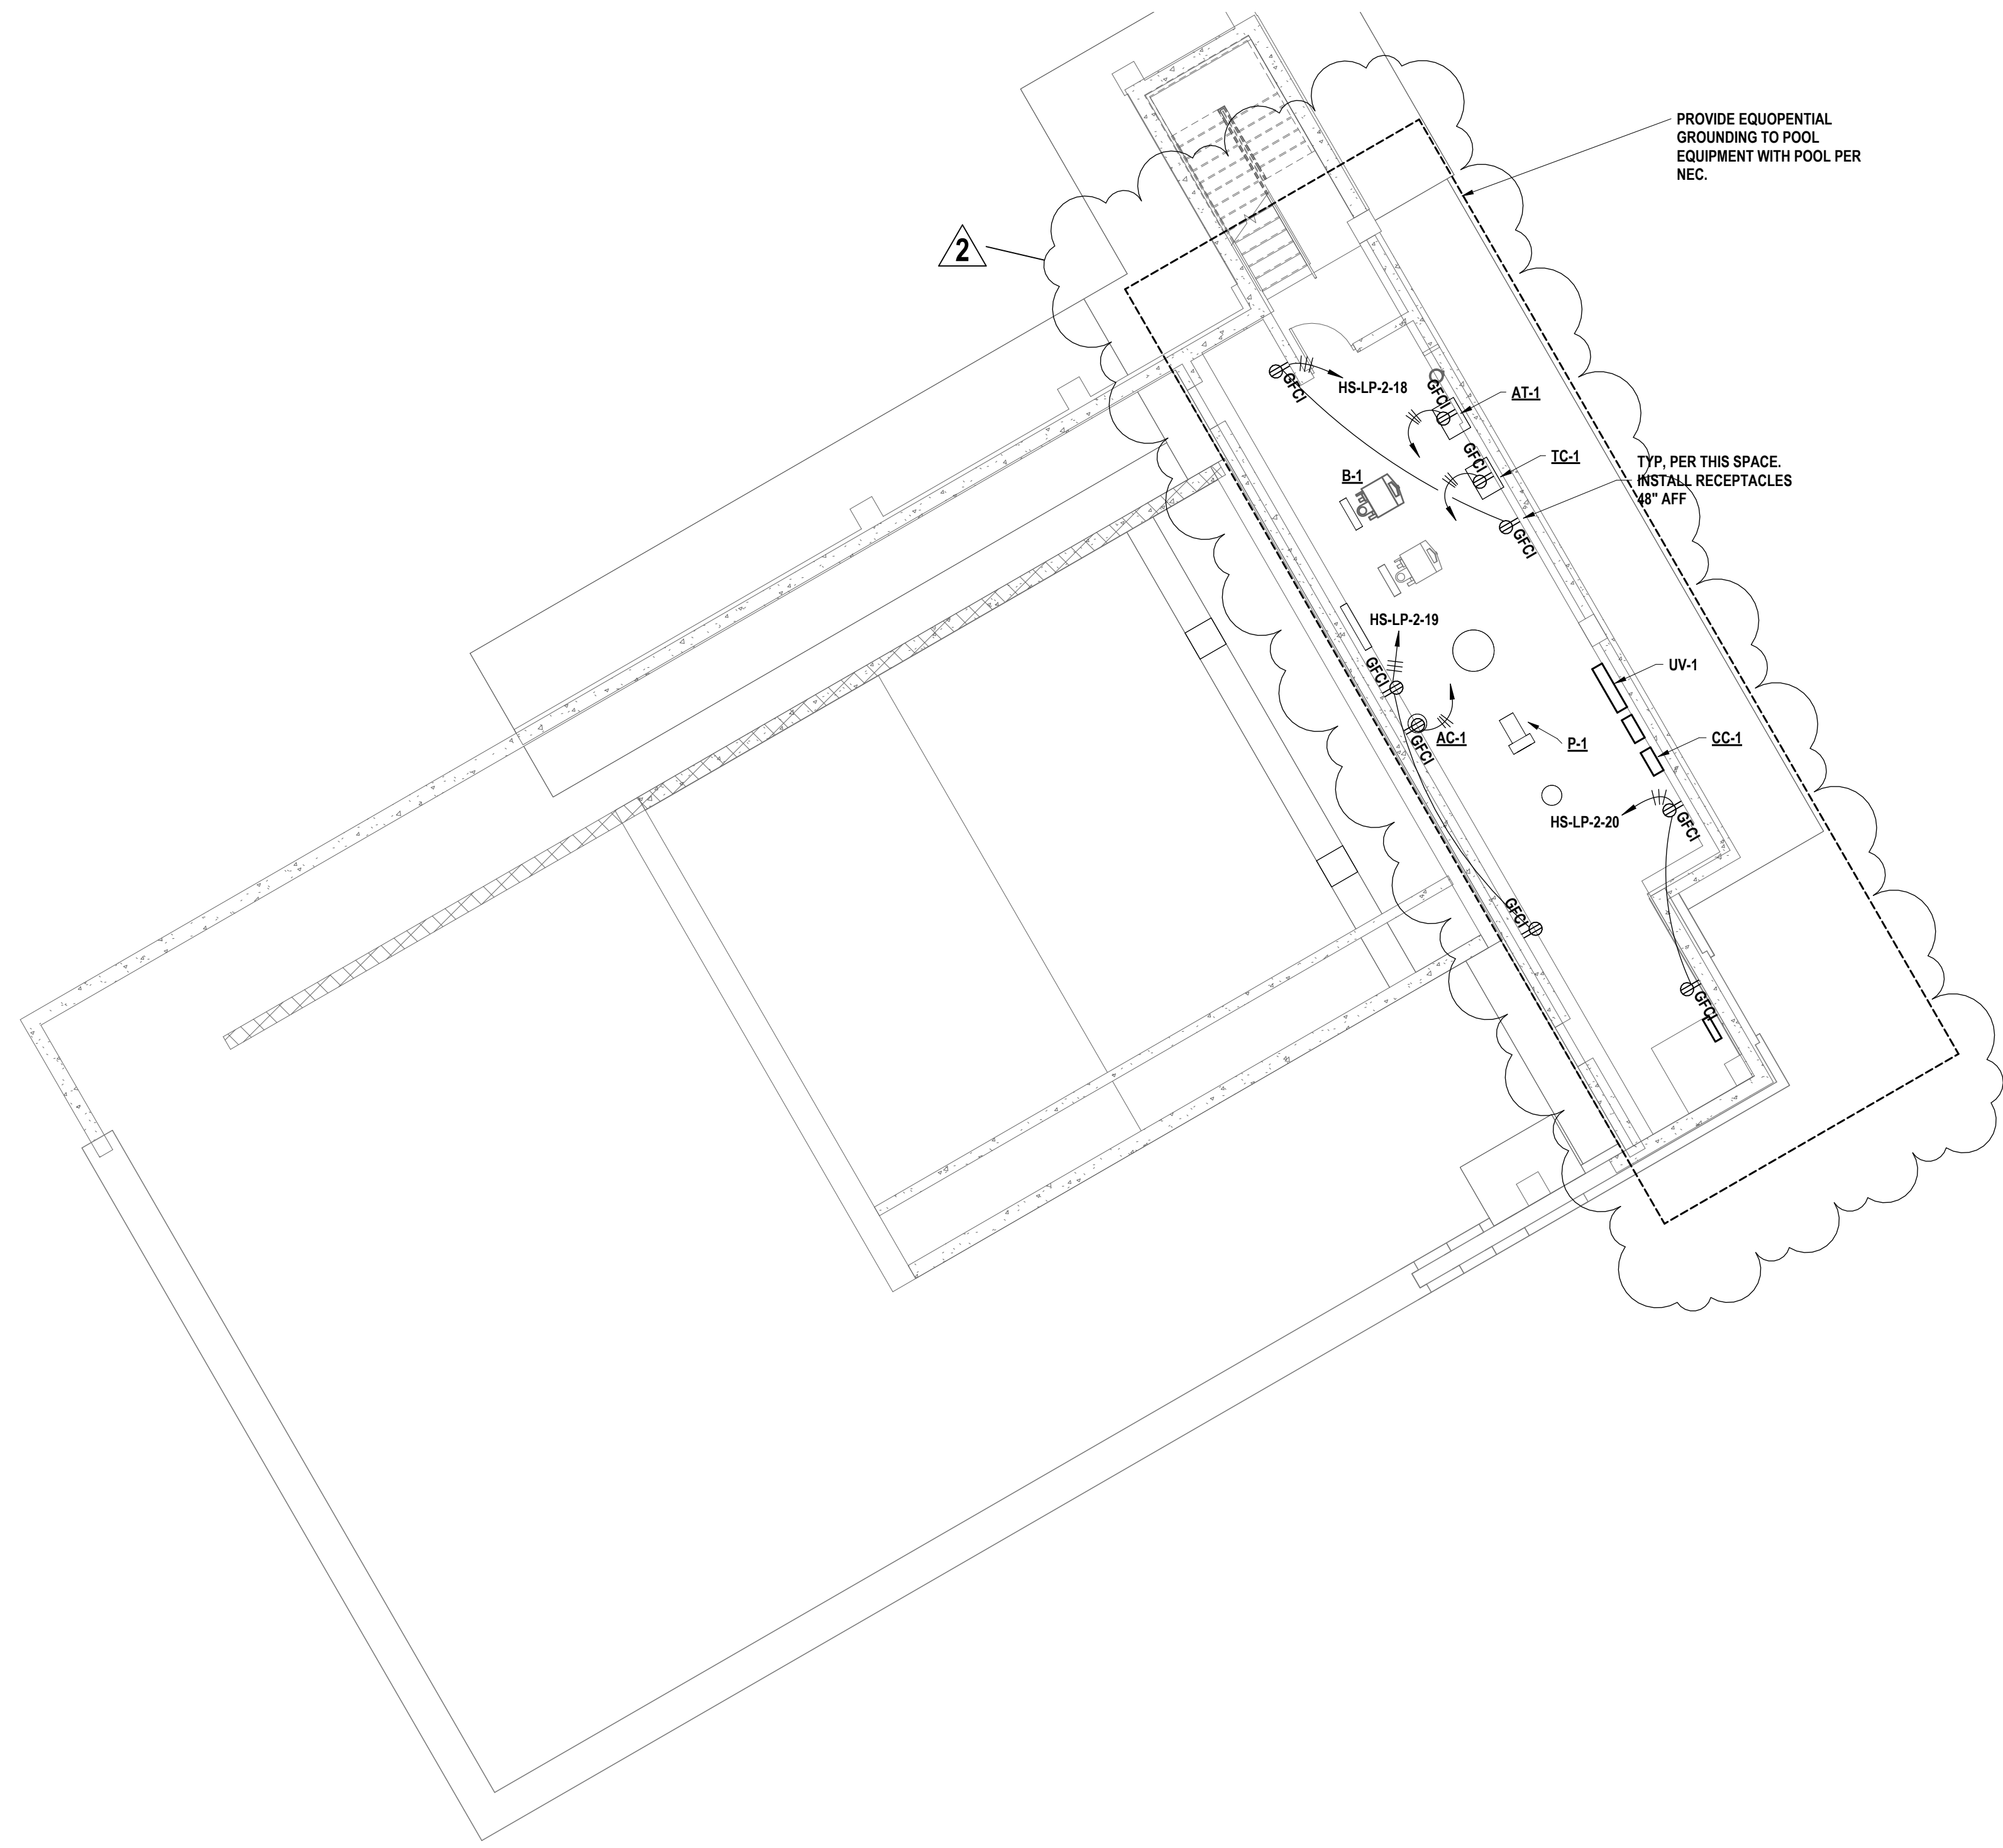 PROVIDE EQUOPENTIAL
GROUNDING TO POOL
EQUIPMENT WITH POOL PER
NEC.
2
GFCI
HS-LP-2-18
GFCI
AT-1
GFCI
TC-1
B-1
TYP, PER THIS SPACE.
INSTALL RECEPTACLES
48" AFF
GFCI
HS-LP-2-19
GFCI
UV-1
AC-1
GFCI
P-1
CC-1
HS-LP-2-20
GFCI
GFCI
GFCI